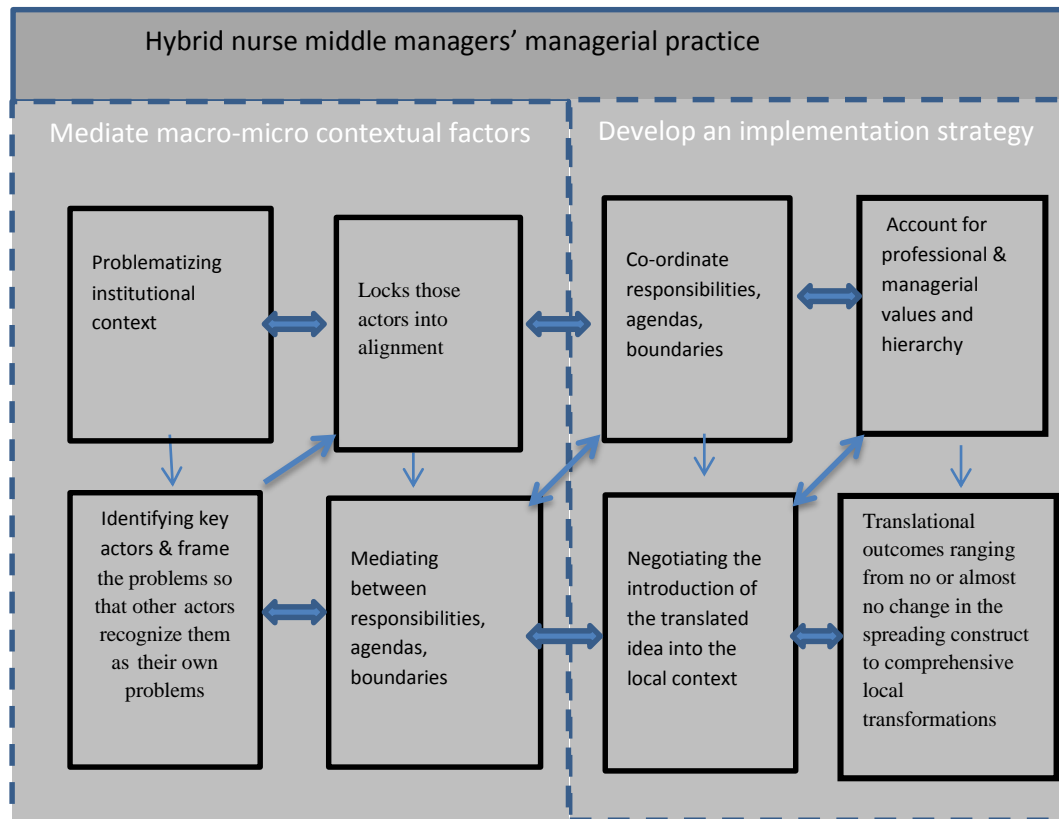 Hybrid nurse middle managers’ managerial practice
Mediate macro-micro contextual factors
Develop an implementation strategy
Problematizing
institutional
context
Locks those
actors into
alignment
Co-ordinate
responsibilities,
agendas,
boundaries
Account for
professional &
managerial
values and
hierarchy
Identifying key
actors & frame
the problems so
that other actors
recognize them
as their own
problems
Mediating
between
responsibilities,
agendas,
boundaries
Negotiating the
introduction of
the translated
idea into the
local context
Translational
outcomes ranging
from no or almost
no change in the
spreading construct
to comprehensive
local
transformations